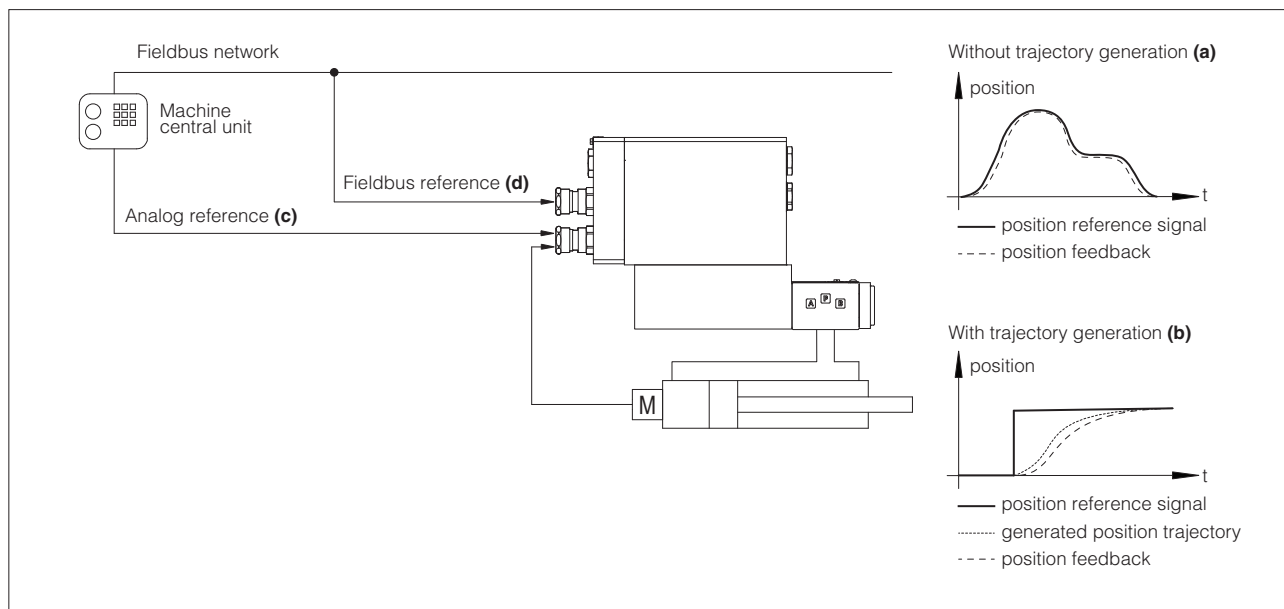 Fieldbus network
Machine
central unit
Fieldbus reference (d)
Analog reference (c)
A
P
B
M
Without trajectory generation (a)
position
t
position reference signal
position feedback
With trajectory generation (b)
position
t
position reference signal
generated position trajectory
position feedback